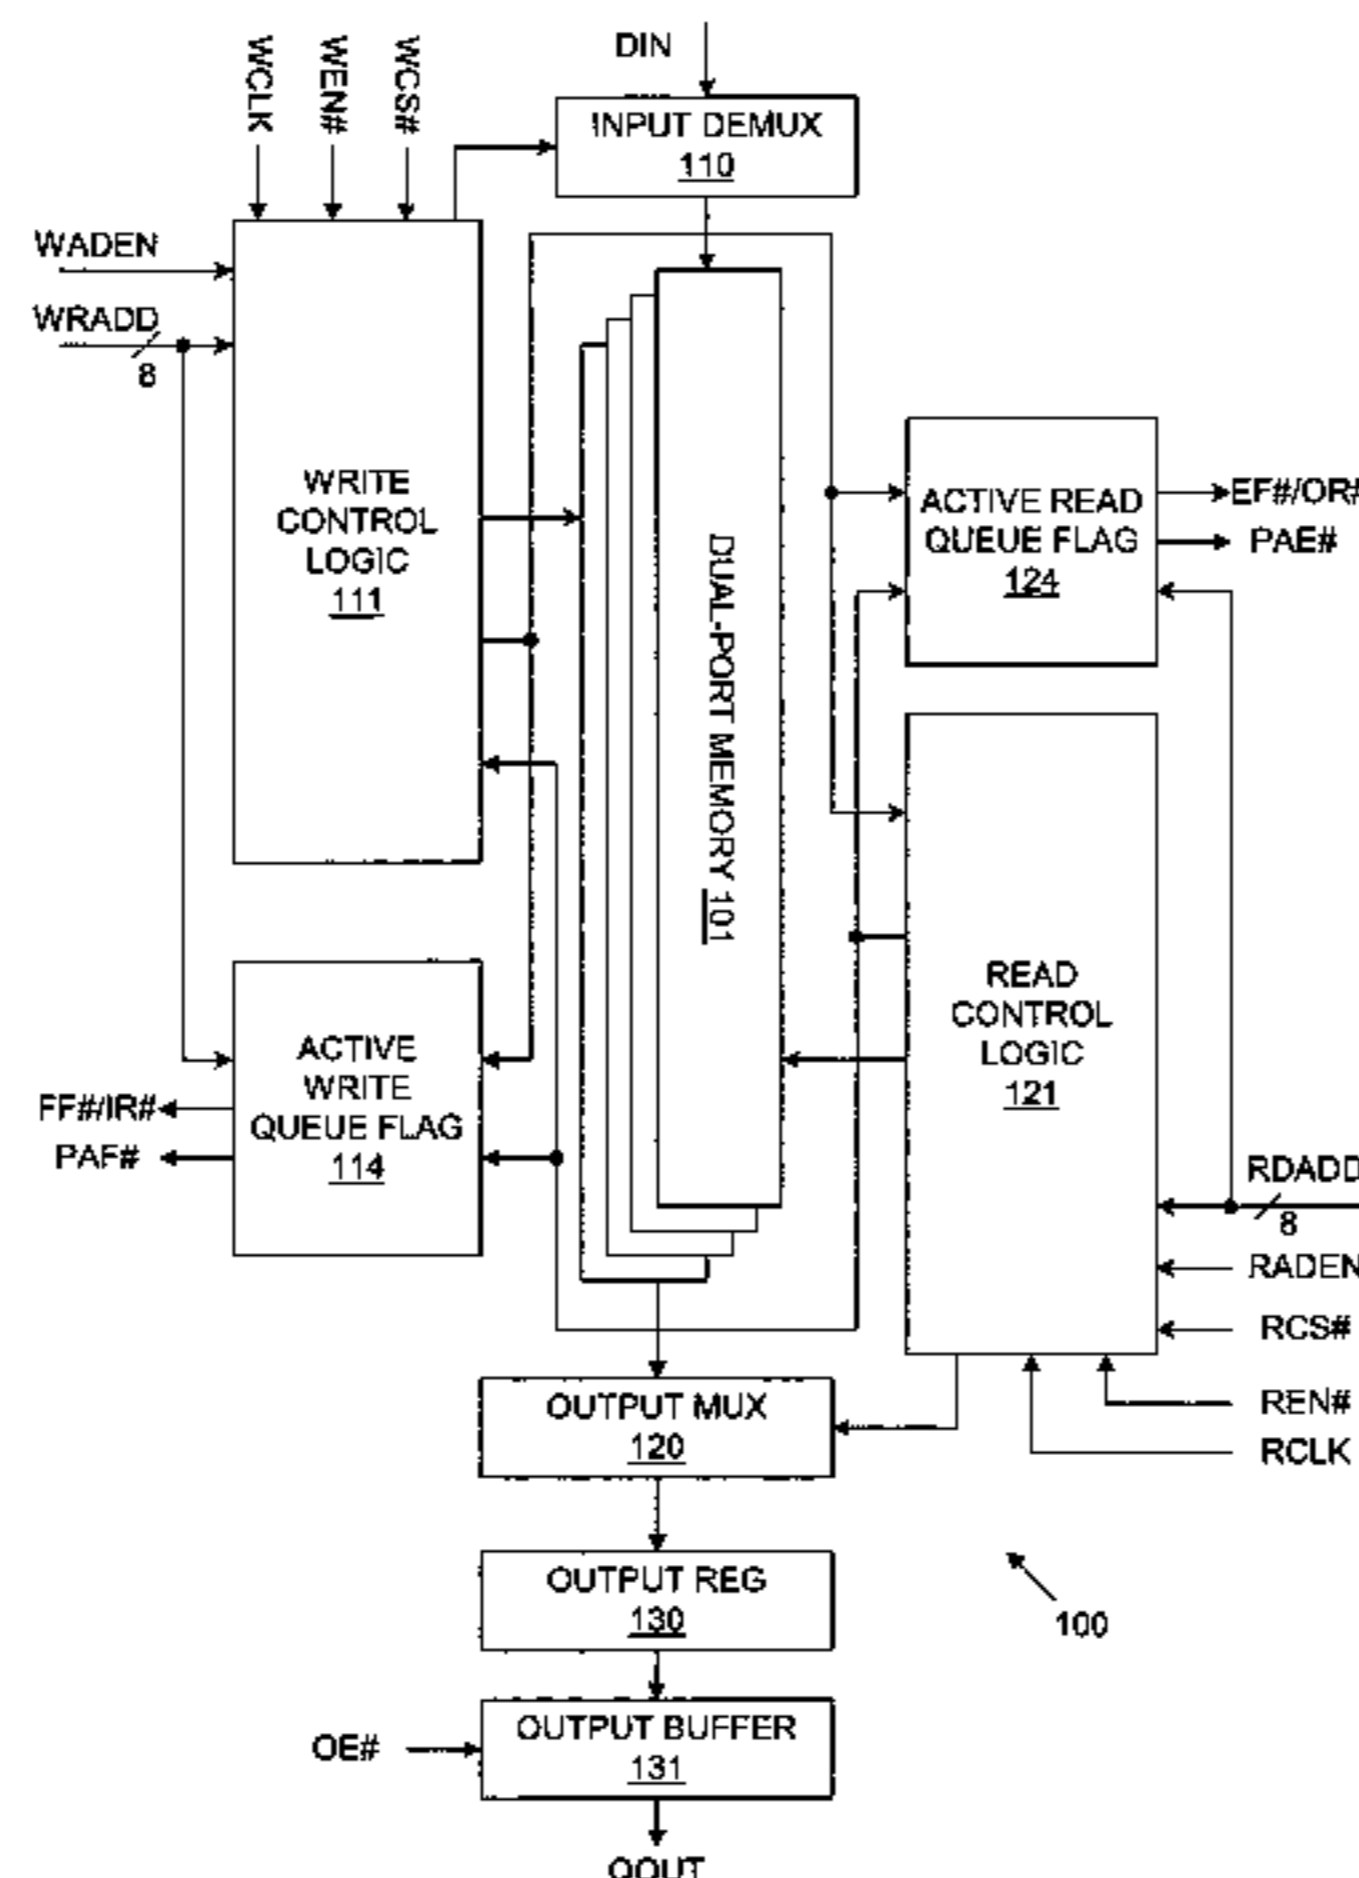 DIN
WCLK
WEN#
WCS#
INPUT DEMUX
110
WADEN
WRADD
8
WRITE
CONTROL
LOGIC
111
DUAL-PORT MEMORY 101
ACTIVE READ
QUEUE FLAG
124
EF#/OR#
PAE#
READ
CONTROL
LOGIC
121
ACTIVE
WRITE
QUEUE FLAG
114
FF#/IR#
PAF#
RDADD
8
RADEN
RCS#
REN#
RCLK
OUTPUT MUX
120
OUTPUT REG
130
100
OUTPUT BUFFER
131
OE#
QOUT